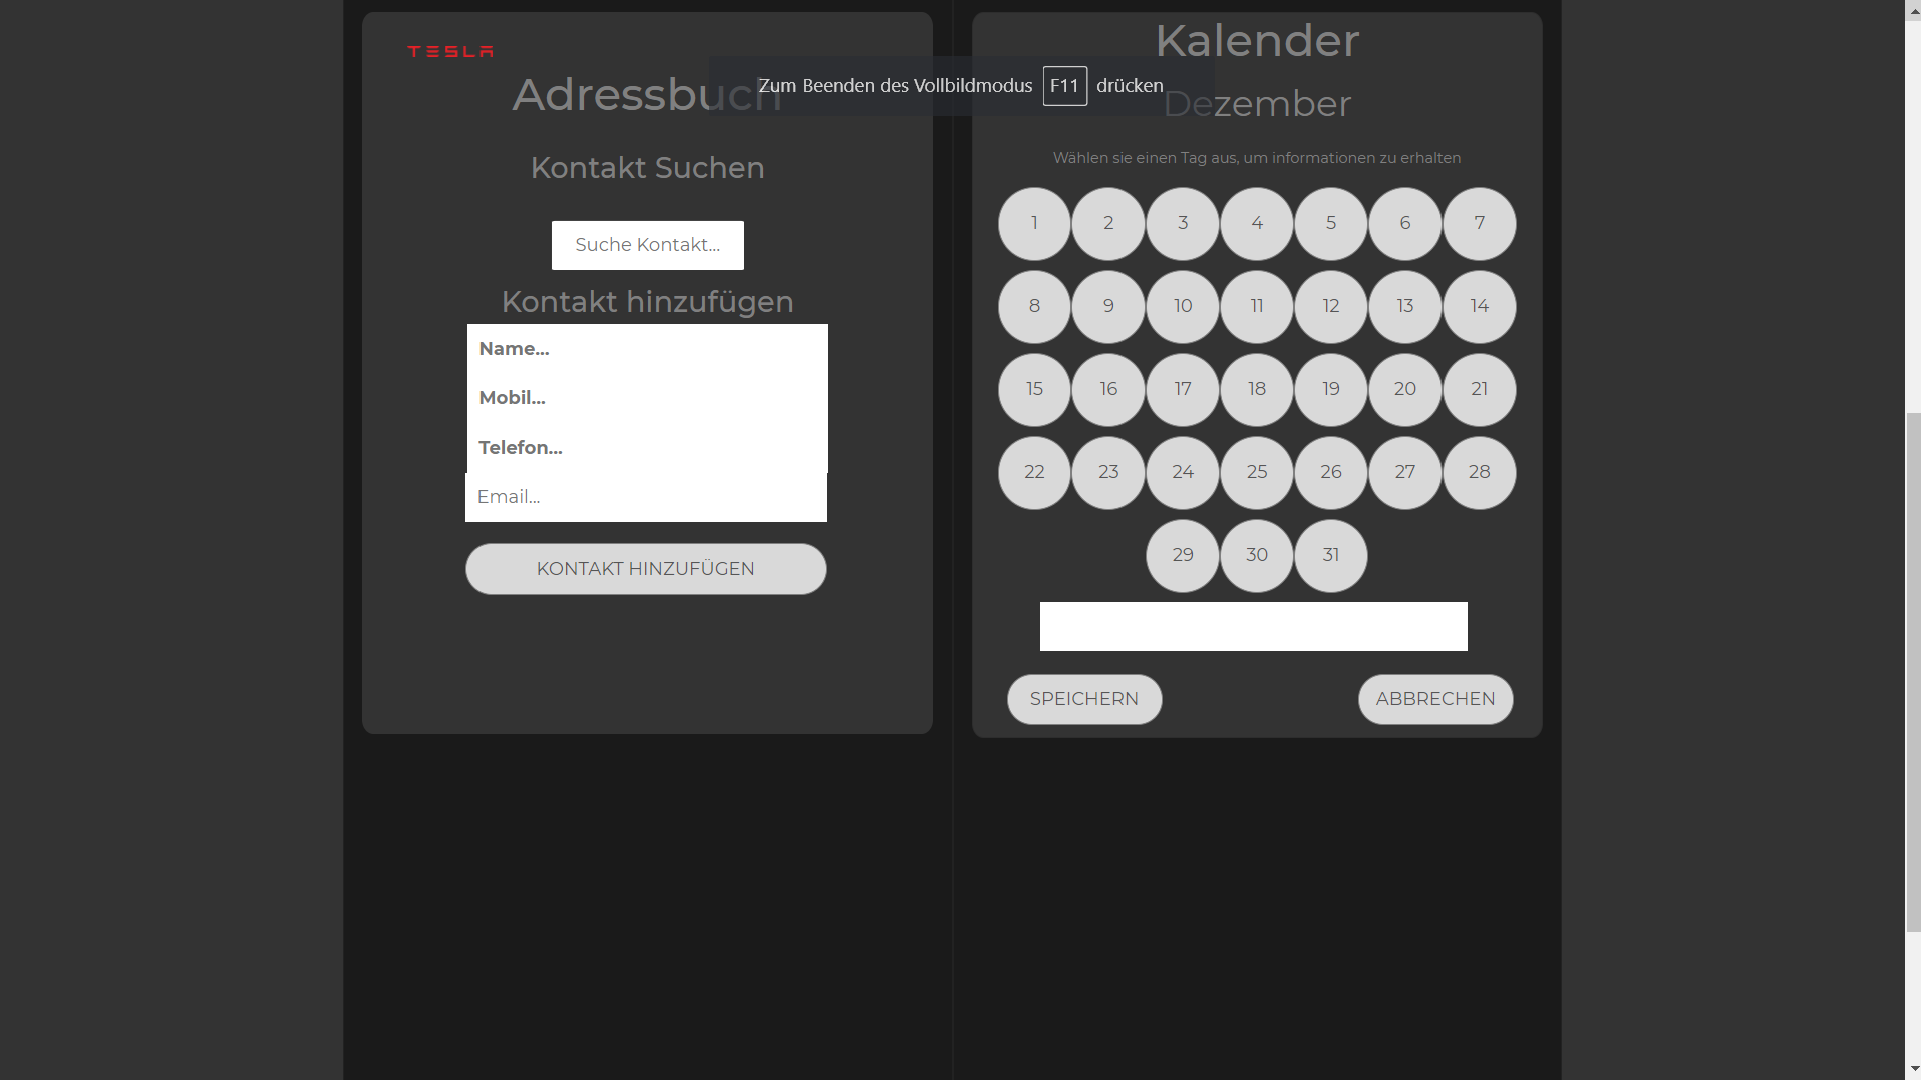 TESLA
Adressbuch
Kontakt Suchen
Suche Kontakt...
Kontakt hinzufügen
Name...
Mobil...
Telefon...
Email...
KONTAKT HINZUFÜGEN
Zum Beenden des Vollbildmodus F11 drücken
Kalender
Dezember
Wählen sie einen Tag aus, um informationen zu erhalten
1 2 3 4 5 6 7
8 9 10 11 12 13 14
15 16 17 18 19 20 21
22 23 24 25 26 27 28
29 30 31
SPEICHERN ABBRECHEN